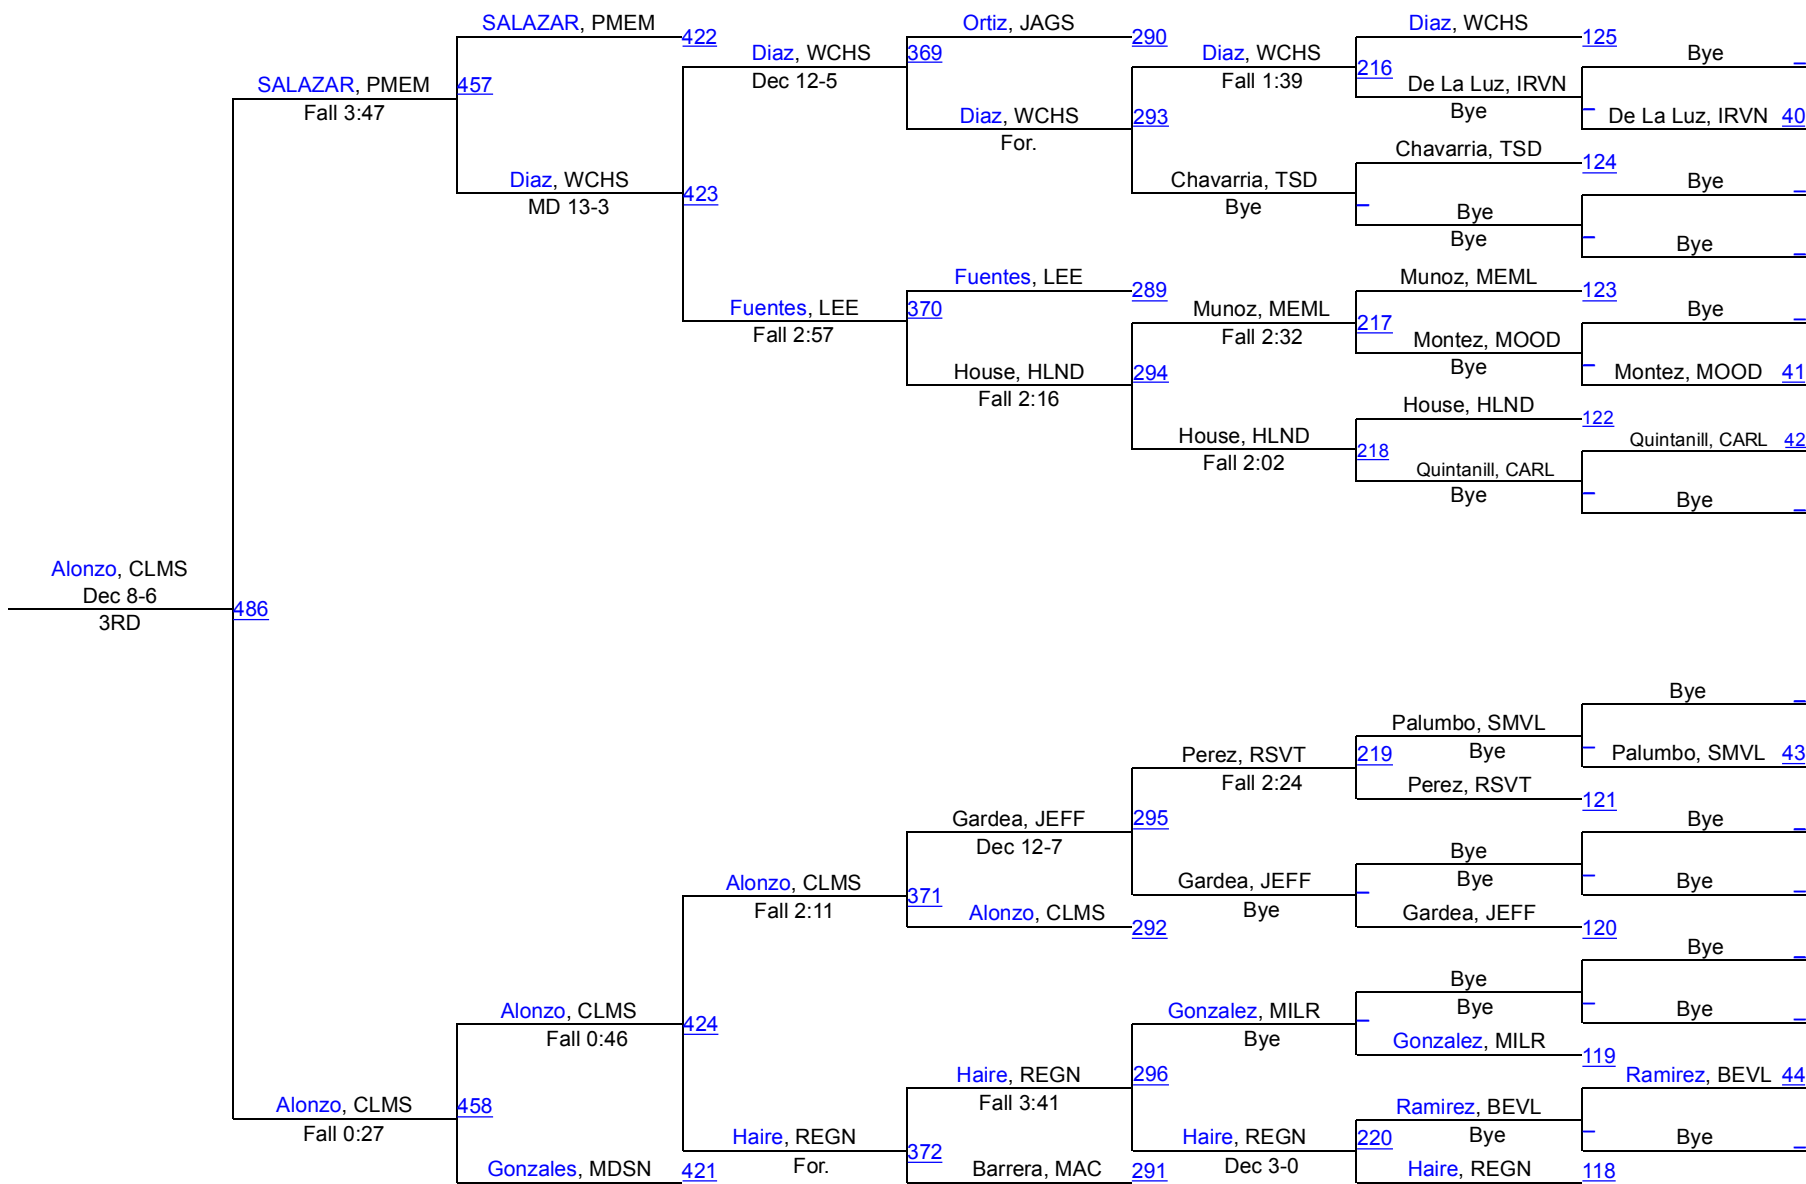 SALAZAR, PMEM 422
Ortiz, JAGS 290
Diaz, WCHS 125
Diaz, WCHS 369
Dec 12-5
Diaz, WCHS 216
Fall 1:39
Bye
SALAZAR, PMEM 457
Fall 3:47
De La Luz, IRVN
Bye
De La Luz, IRVN 40
Diaz, WCHS 293
For.
Chavarria, TSD 124
Diaz, WCHS 423
MD 13-3
Chavarria, TSD
Bye
Bye
Bye
Bye
Bye
Fuentes, LEE 289
Munoz, MEML 123
Fuentes, LEE 370
Fall 2:57
Munoz, MEML 217
Fall 2:32
Bye
Montez, MOOD
Bye
House, HLND 294
Fall 2:16
Montez, MOOD 41
House, HLND 122
House, HLND 218
Fall 2:02
Quintanill, CARL 42
Quintanill, CARL
Bye
Bye
Alonzo, CLMS
Dec 8-6
3RD
486
Bye
Palumbo, SMVL
Bye
Perez, RSVT 219
Fall 2:24
Palumbo, SMVL 43
Perez, RSVT 121
Gardea, JEFF 295
Dec 12-7
Bye
Bye
Bye
Alonzo, CLMS 371
Fall 2:11
Gardea, JEFF
Bye
Bye
Alonzo, CLMS 292
Gardea, JEFF 120
Bye
Bye
Bye
Alonzo, CLMS 424
Fall 0:46
Gonzalez, MILR
Bye
Bye
Gonzalez, MILR 119
Haire, REGN 296
Fall 3:41
Ramirez, BEVL 44
Alonzo, CLMS 458
Fall 0:27
Ramirez, BEVL
Bye
Haire, REGN 372
For.
Haire, REGN 220
Dec 3-0
Bye
Gonzales, MDSN 421
Barrera, MAC 291
Haire, REGN 118